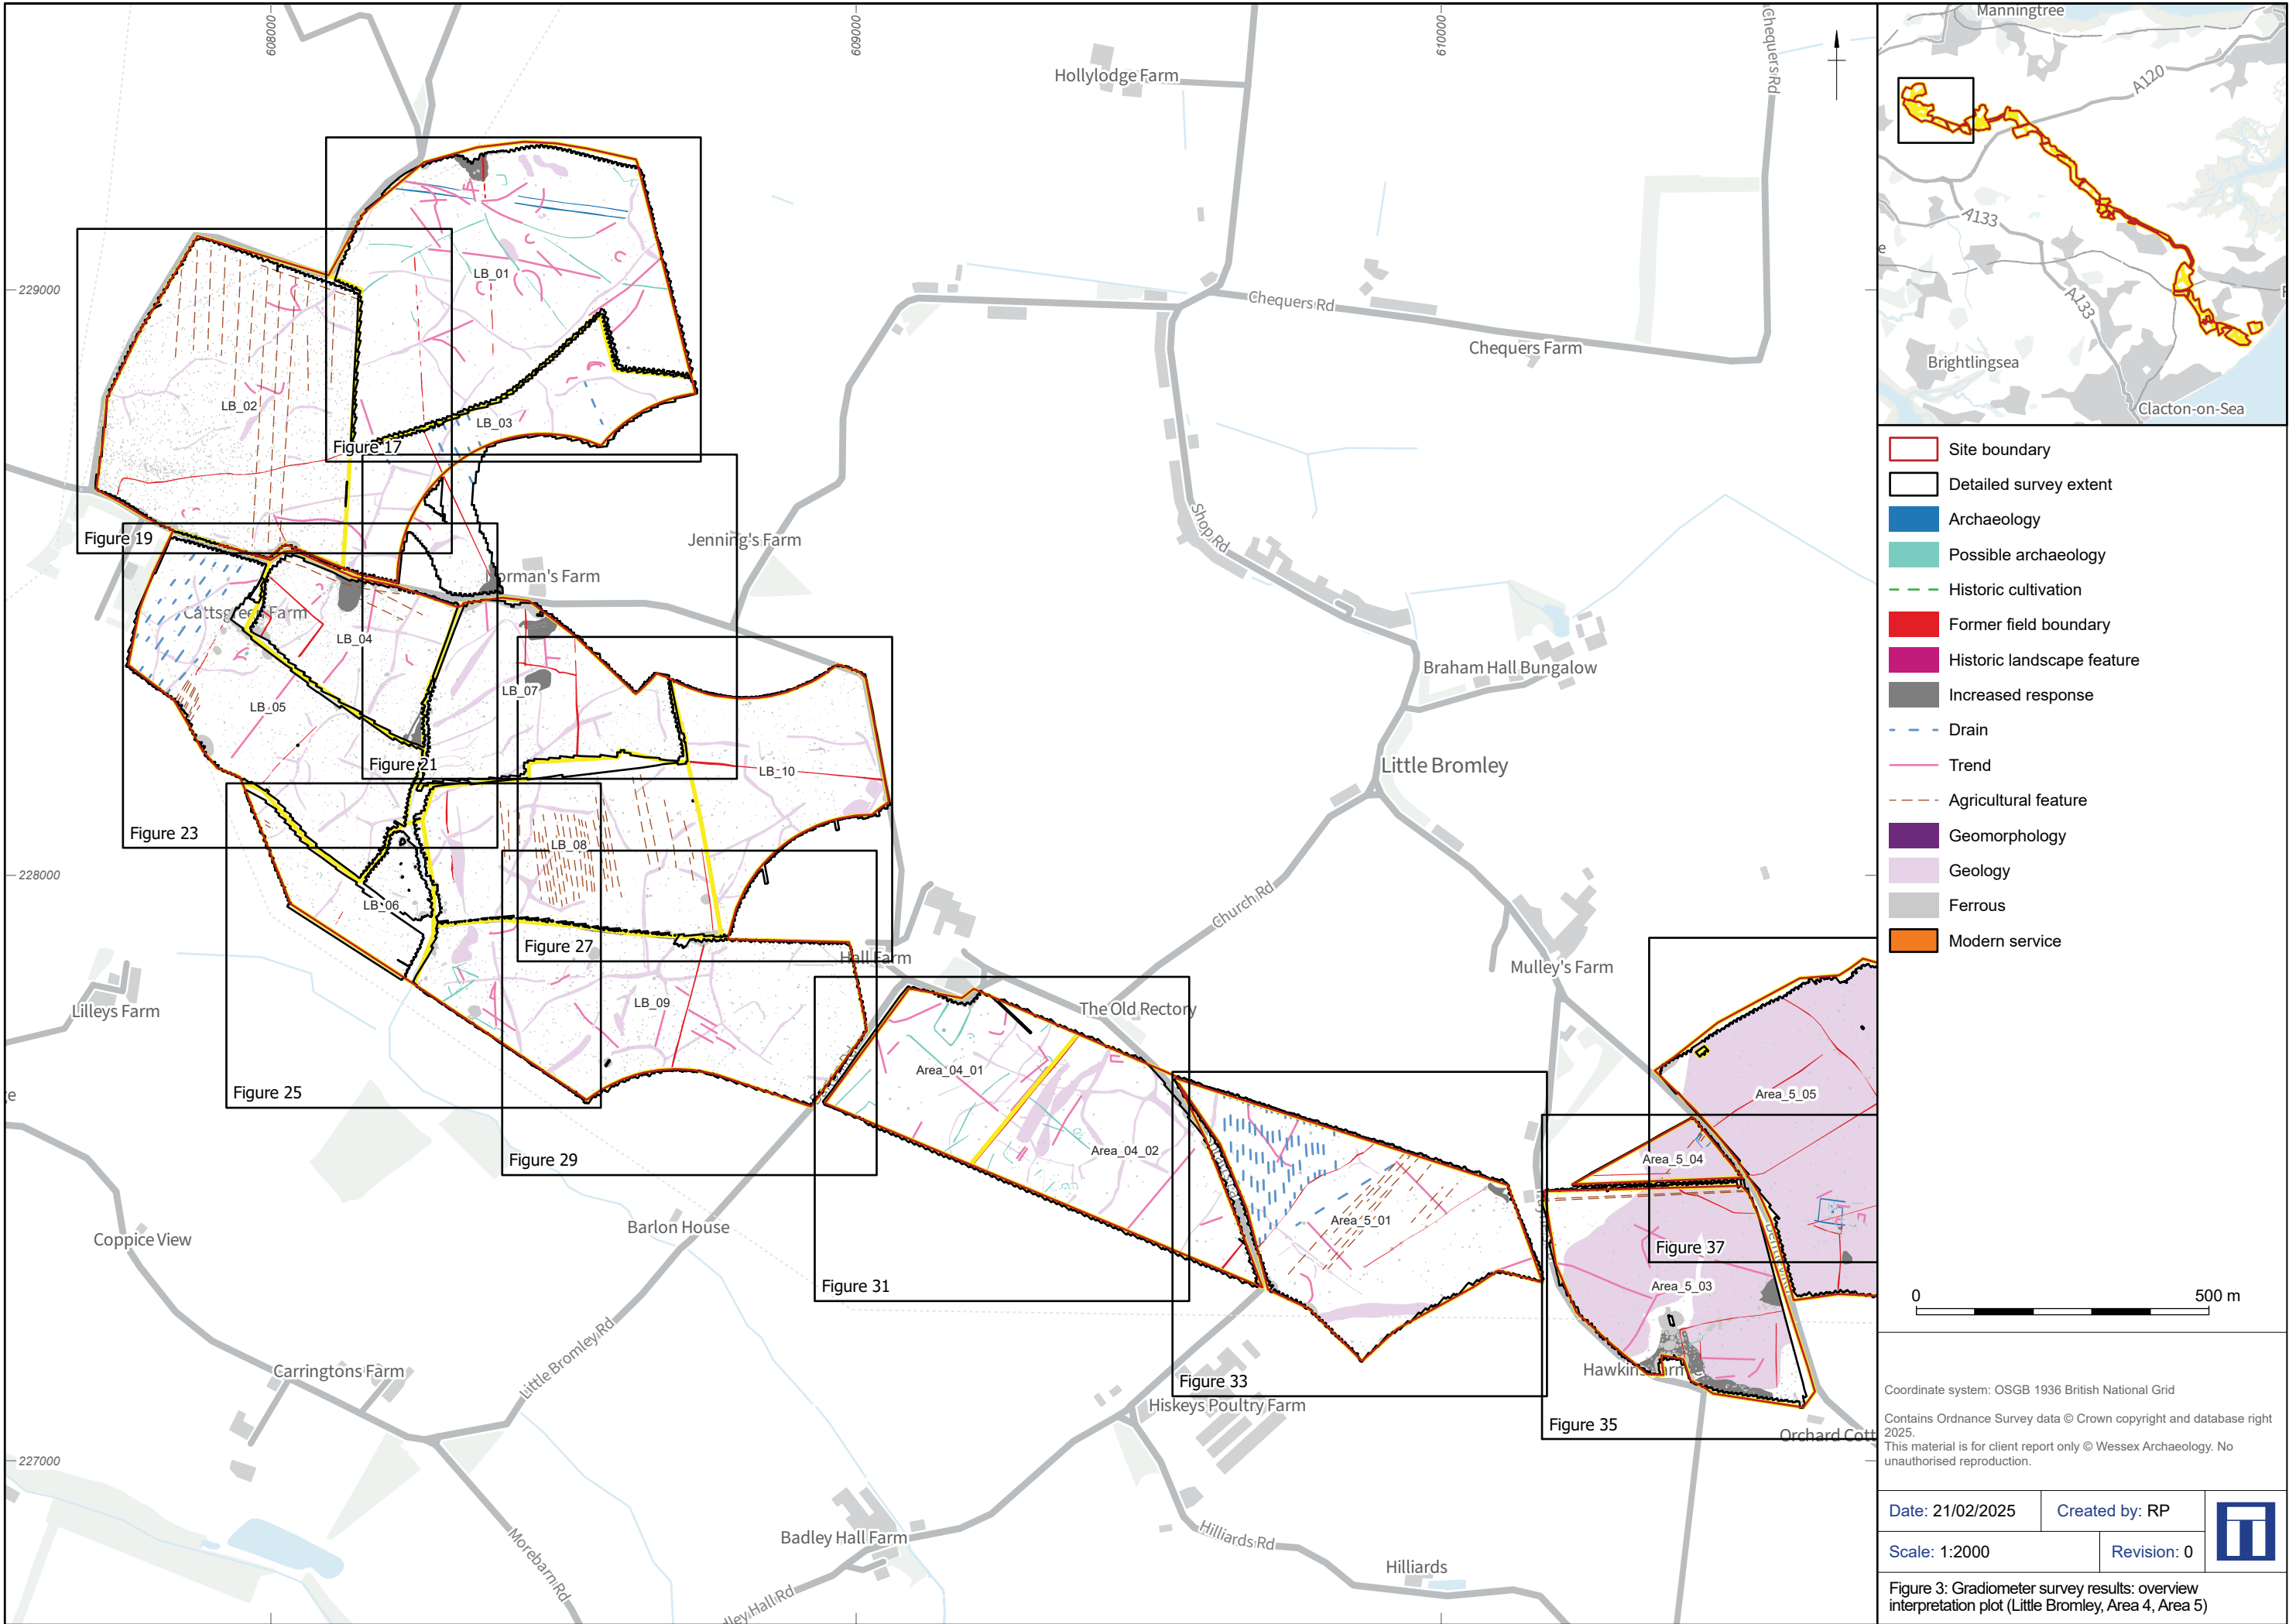 608000
609000
610000
229000
228000
227000
Hollylodge Farm
Chequers Rd
Chequers Rd
Chequers Farm
LB_01
LB_02
LB_03
Figure 17
Figure 19
Jenning's Farm
Shop Rd
LB_04
LB_05
LB_07
Figure 21
LB_10
Braham Hall Bungalow
Little Bromley
Figure 23
LB_08
LB_06
Figure 27
Church Rd
Hall Farm
Mulley's Farm
LB_09
Lilleys Farm
The Old Rectory
Area_04_01
Area_04_02
Figure 25
Figure 29
Area_5_05
Area_5_04
Area_5_01
Barlon House
Coppice View
Figure 31
Figure 37
Area_5_03
Little Bromley Rd
Carringtons Farm
Figure 33
Hiskeys Poultry Farm
Figure 35
Morebarn Rd
Badley Hall Farm
Hilliards Rd
Hilliards
Manningtree
A120
A133
A133
Brightlingsea
Clacton-on-Sea
Site boundary
Detailed survey extent
Archaeology
Possible archaeology
Historic cultivation
Former field boundary
Historic landscape feature
Increased response
Drain
Trend
Agricultural feature
Geomorphology
Geology
Ferrous
Modern service
0 500 m
Coordinate system: OSGB 1936 British National Grid
Contains Ordnance Survey data © Crown copyright and database right
2025.
This material is for client report only © Wessex Archaeology. No
unauthorised reproduction.
Date: 21/02/2025 Created by: RP
Scale: 1:2000 Revision: 0
Figure 3: Gradiometer survey results: overview
interpretation plot (Little Bromley, Area 4, Area 5)